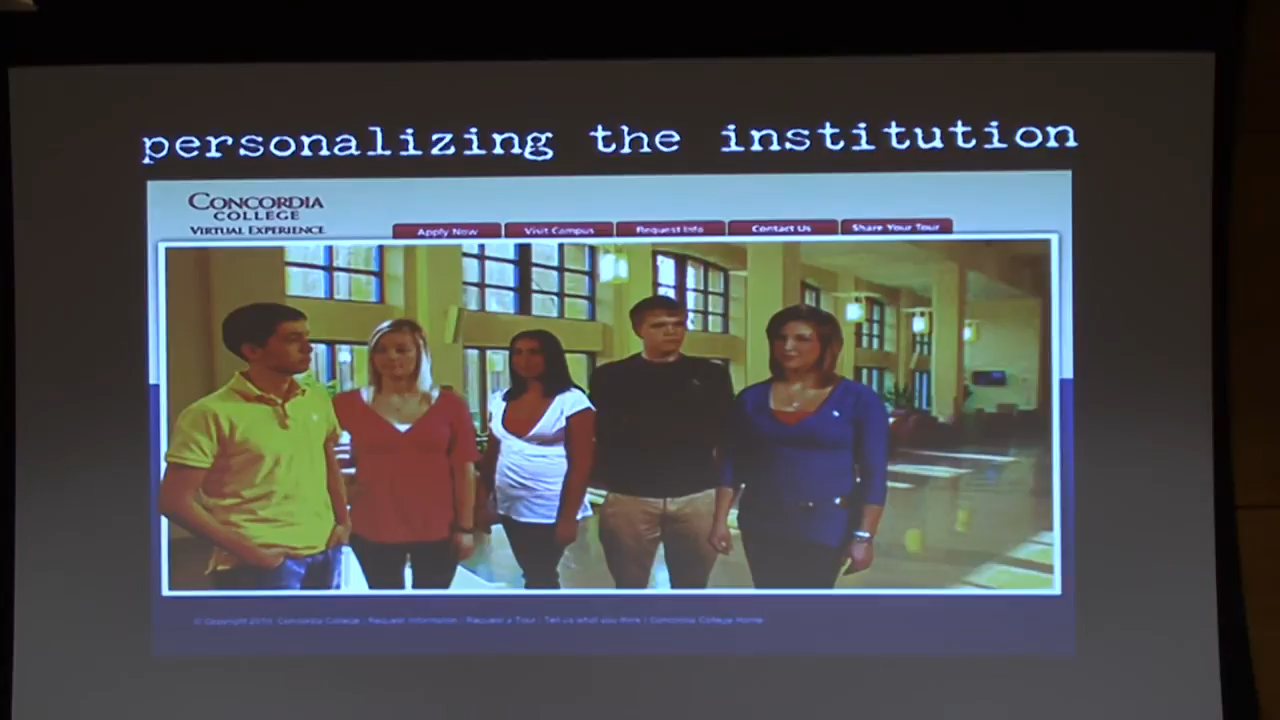 personalizing the institution
CONCORDIA
COLLEGE
VIRTUAL EXPERIENCE
Apply Now
Visit Campus
Request Info
Contact Us
Share Your Tour
© Copyright 2010 Concordia College | Request Information | Request a Tour | Tell us what you think | Concordia College Home